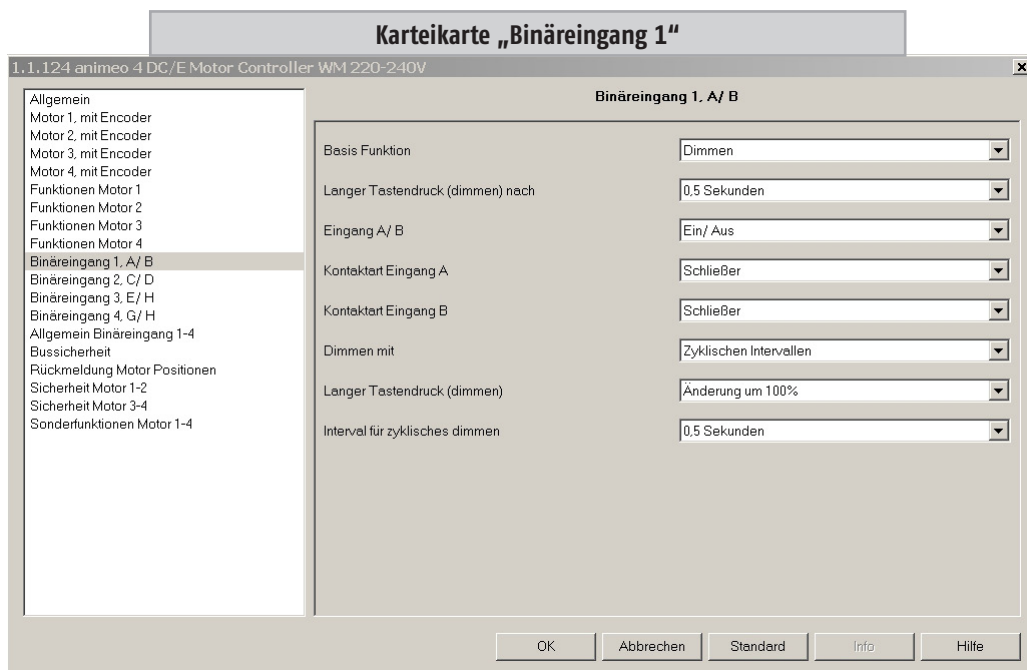 Karteikarte „Binäreingang 1“
1.1.124 animeo 4 DC/E Motor Controller WM 220-240V
Allgemein
Motor 1, mit Encoder
Motor 2, mit Encoder
Motor 3, mit Encoder
Motor 4, mit Encoder
Funktionen Motor 1
Funktionen Motor 2
Funktionen Motor 3
Funktionen Motor 4
Binäreingang 1, A/ B
Binäreingang 2, C/ D
Binäreingang 3, E/ H
Binäreingang 4, G/ H
Allgemein Binäreingang 1-4
Bussicherheit
Rückmeldung Motor Positionen
Sicherheit Motor 1-2
Sicherheit Motor 3-4
Sonderfunktionen Motor 1-4
Binäreingang 1, A/ B
Basis Funktion Dimmen
Langer Tastendruck (dimmen) nach 0,5 Sekunden
Eingang A/ B Ein/ Aus
Kontaktart Eingang A Schließer
Kontaktart Eingang B Schließer
Dimmen mit Zyklischen Intervallen
Langer Tastendruck (dimmen) Änderung um 100%
Interval für zyklisches dimmen 0,5 Sekunden
OK Abbrechen Standard Info Hilfe